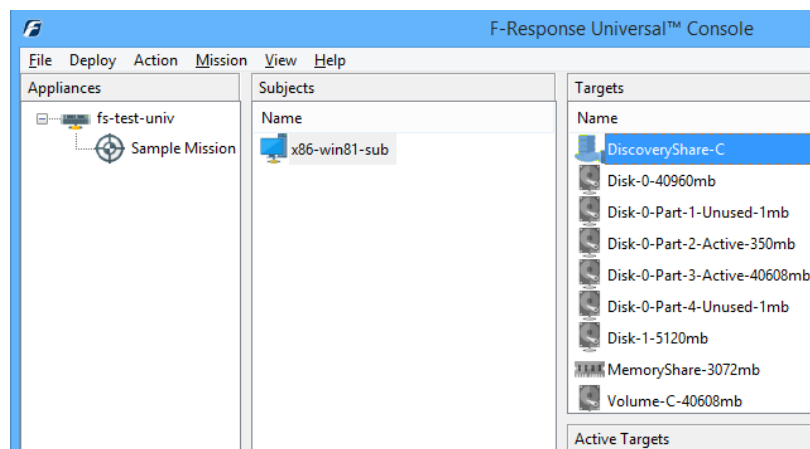 F-Response Universal™ Console
File Deploy Action Mission View Help
Appliances
fs-test-univ
Sample Mission
Subjects
Name
x86-win81-sub
Targets
Name
DiscoveryShare-C
Disk-0-40960mb
Disk-0-Part-1-Unused-1mb
Disk-0-Part-2-Active-350mb
Disk-0-Part-3-Active-40608mb
Disk-0-Part-4-Unused-1mb
Disk-1-5120mb
MemoryShare-3072mb
Volume-C-40608mb
Active Targets